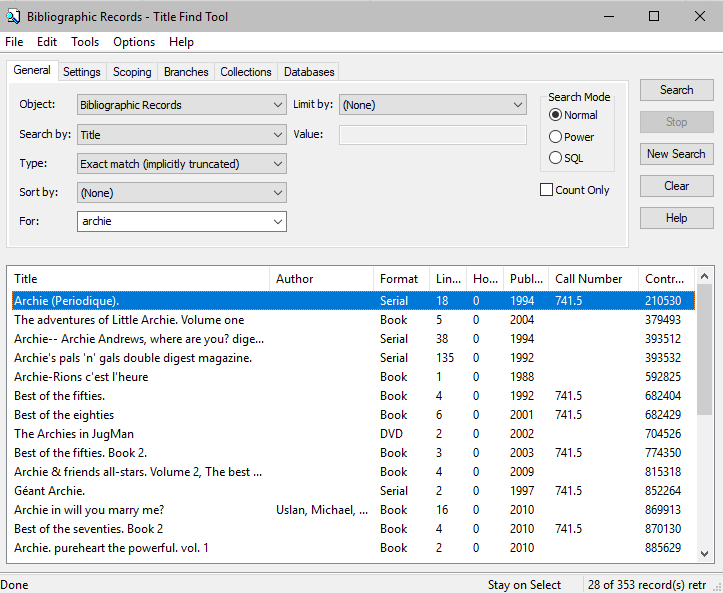 Bibliographic Records - Title Find Tool
File Edit Tools Options Help
General Settings Scoping Branches Collections Databases
Object: Bibliographic Records Limit by: (None) Search Mode Search
Search by: Title Value: Normal Stop
Type: Exact match (implicitly truncated) Power New Search
Sort by: (None) SQL Clear
For: archie Count Only Help
Title Author Format Lin... Ho... Publ... Call Number Contr...
Archie (Periodique). Serial 18 0 1994 741.5 210530
The adventures of Little Archie. Volume one Book 5 0 2004 379493
Archie-- Archie Andrews, where are you? dige... Serial 38 0 1994 393512
Archie's pals 'n' gals double digest magazine. Serial 135 0 1992 393532
Archie-Rions c'est l'heure Book 1 0 1988 592825
Best of the fifties. Book 4 0 1992 741.5 682404
Best of the eighties Book 6 0 2001 741.5 682429
The Archies in JugMan DVD 2 0 2002 704526
Best of the fifties. Book 2. Book 3 0 2003 741.5 774350
Archie & friends all-stars. Volume 2, The best ... Book 4 0 2009 815318
Géant Archie. Serial 2 0 1997 741.5 852264
Archie in will you marry me? Uslan, Michael, ... Book 16 0 2010 869913
Best of the seventies. Book 2 Book 4 0 2010 741.5 870130
Archie. pureheart the powerful. vol. 1 Book 2 0 2010 885629
Done Stay on Select 28 of 353 record(s) retr